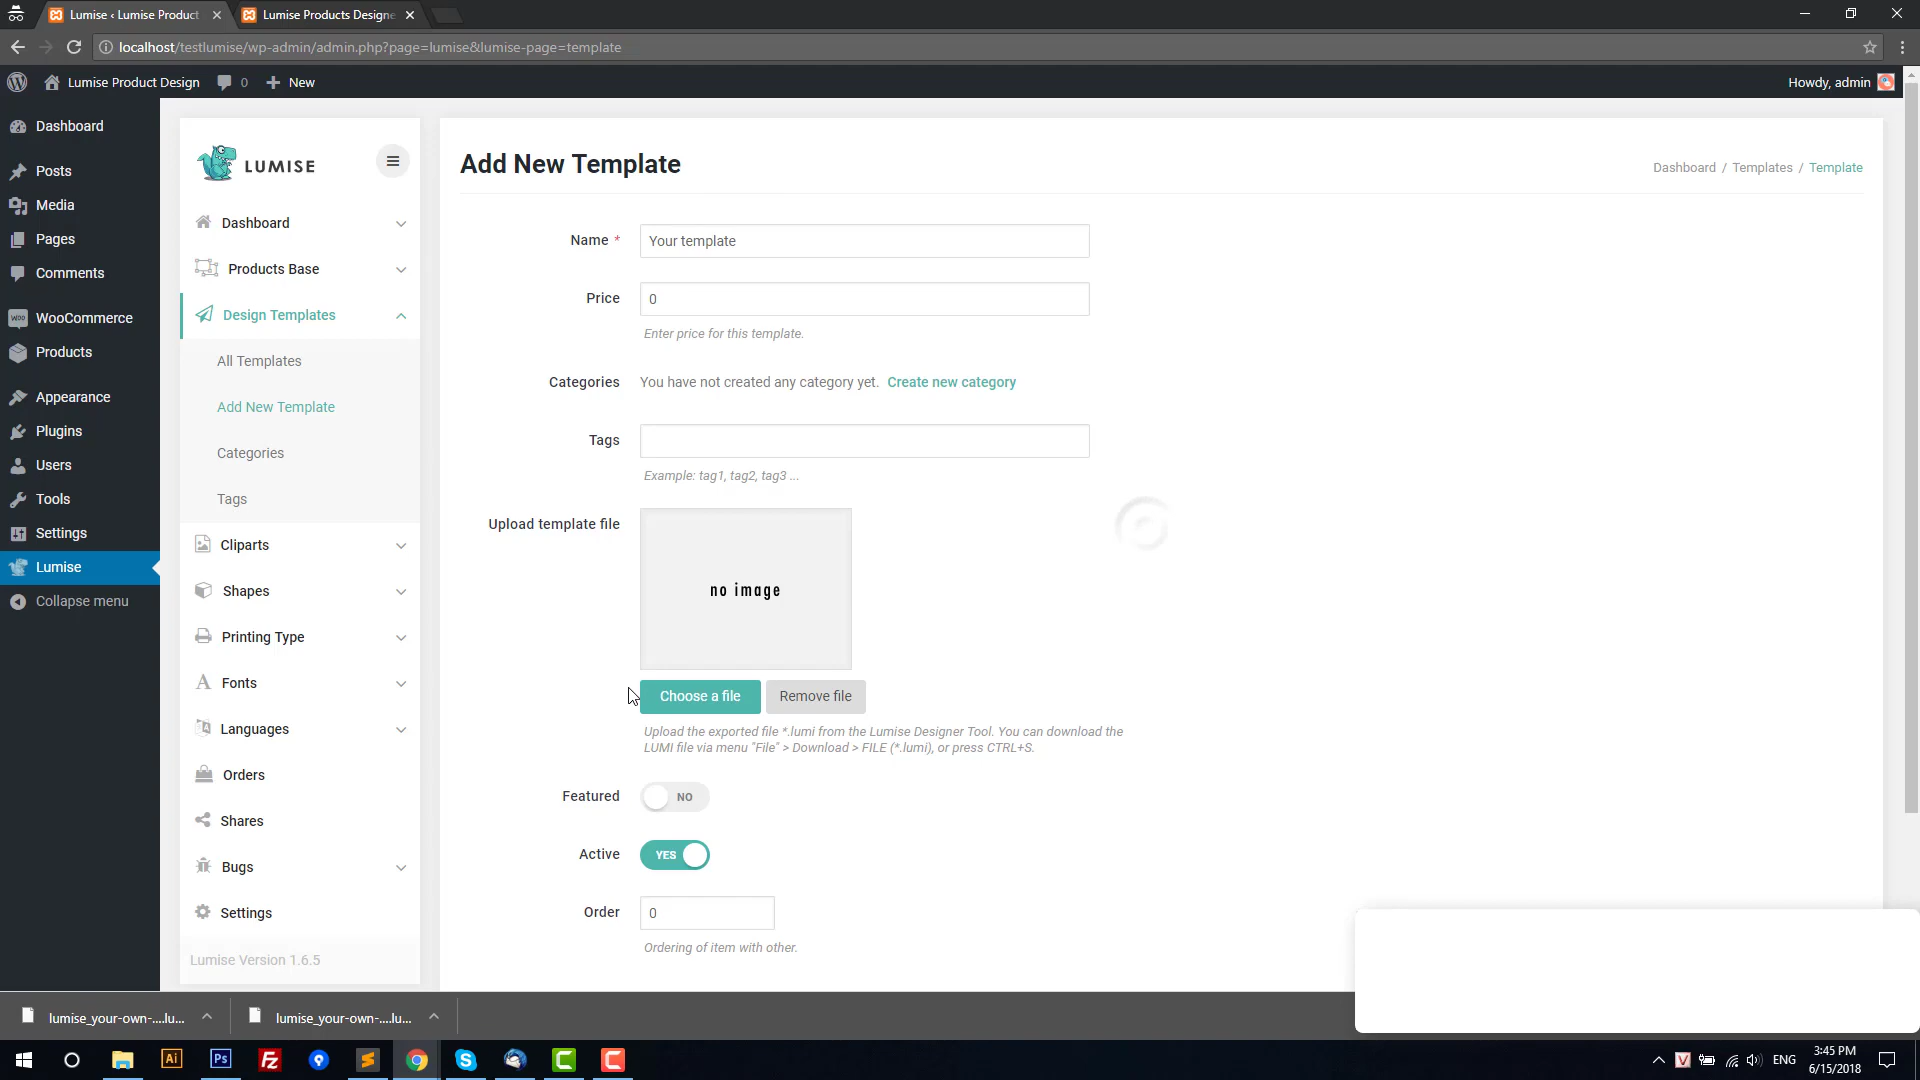 Lumise ‹ Lumise Product
Lumise Products Designe
localhost/testlumise/wp-admin/admin.php?page=lumise&lumise-page=template
Lumise Product Design
0
New
Howdy, admin
Dashboard
Posts
Media
Pages
Comments
WooCommerce
Products
Appearance
Plugins
Users
Tools
Settings
Lumise
Collapse menu
LUMISE
Dashboard
Products Base
Design Templates
All Templates
Add New Template
Categories
Tags
Cliparts
Shapes
Printing Type
Fonts
Languages
Orders
Shares
Bugs
Settings
Lumise Version 1.6.5
Add New Template
Dashboard / Templates / Template
Name *
Your template
Price
0
Enter price for this template.
Categories
You have not created any category yet. Create new category
Tags
Example: tag1, tag2, tag3 ...
Upload template file
no image
Choose a file
Remove file
Upload the exported file *.lumi from the Lumise Designer Tool. You can download the
LUMI file via menu "File" > Download > FILE (*.lumi), or press CTRL+S.
Featured
NO
Active
YES
Order
0
Ordering of item with other.
lumise_your-own-....lu...
lumise_your-own-....lu...
Ai
Ps
Fz
ENG
3:45 PM
6/15/2018